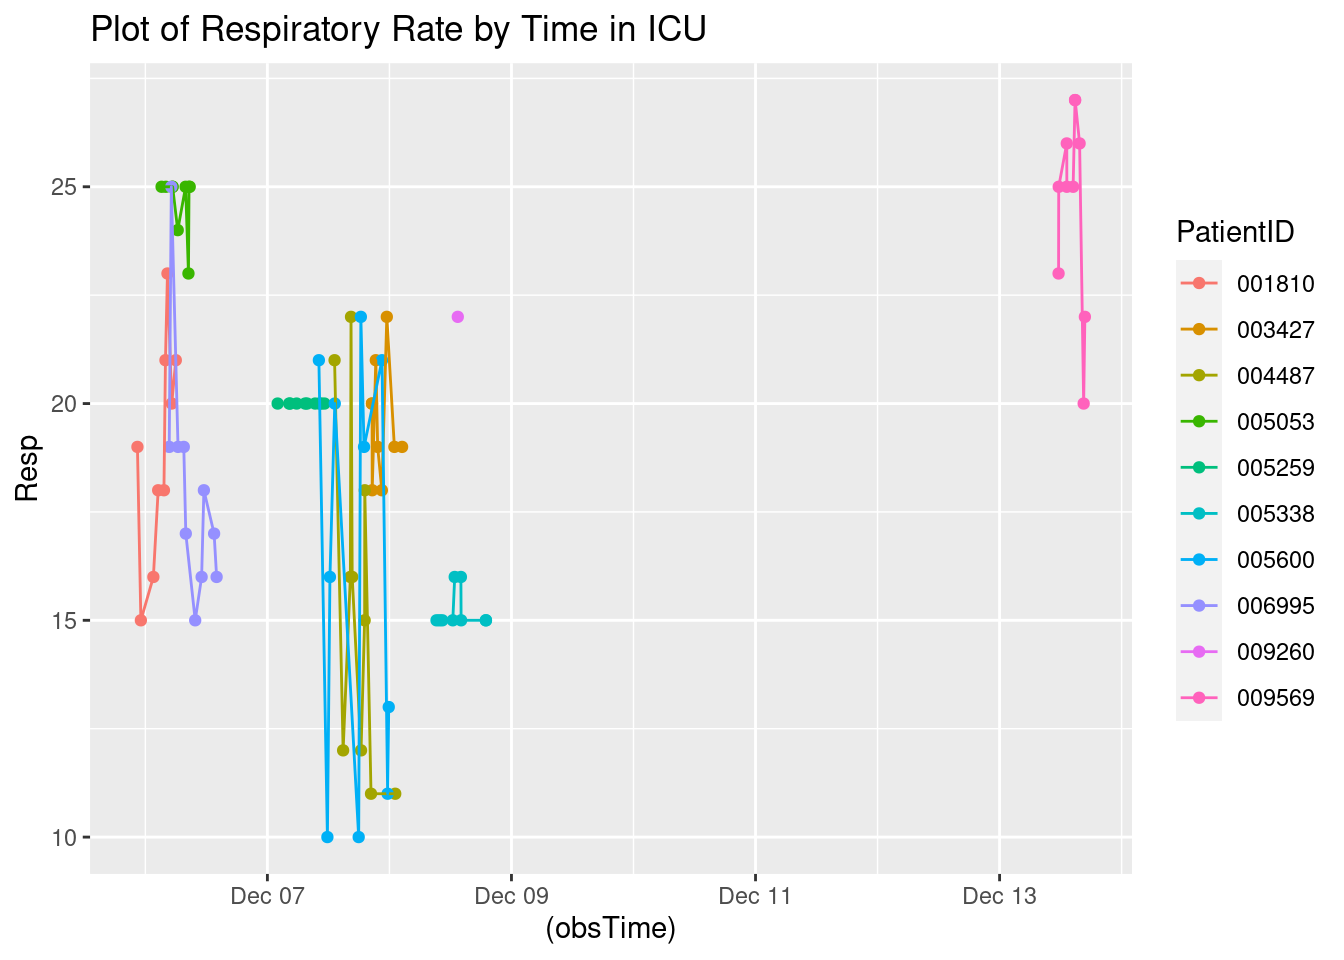 Plot of Respiratory Rate by Time in ICU
Resp
25
20
15
10
Dec 07
Dec 09
Dec 11
Dec 13
(obsTime)
PatientID
001810
003427
004487
005053
005259
005338
005600
006995
009260
009569